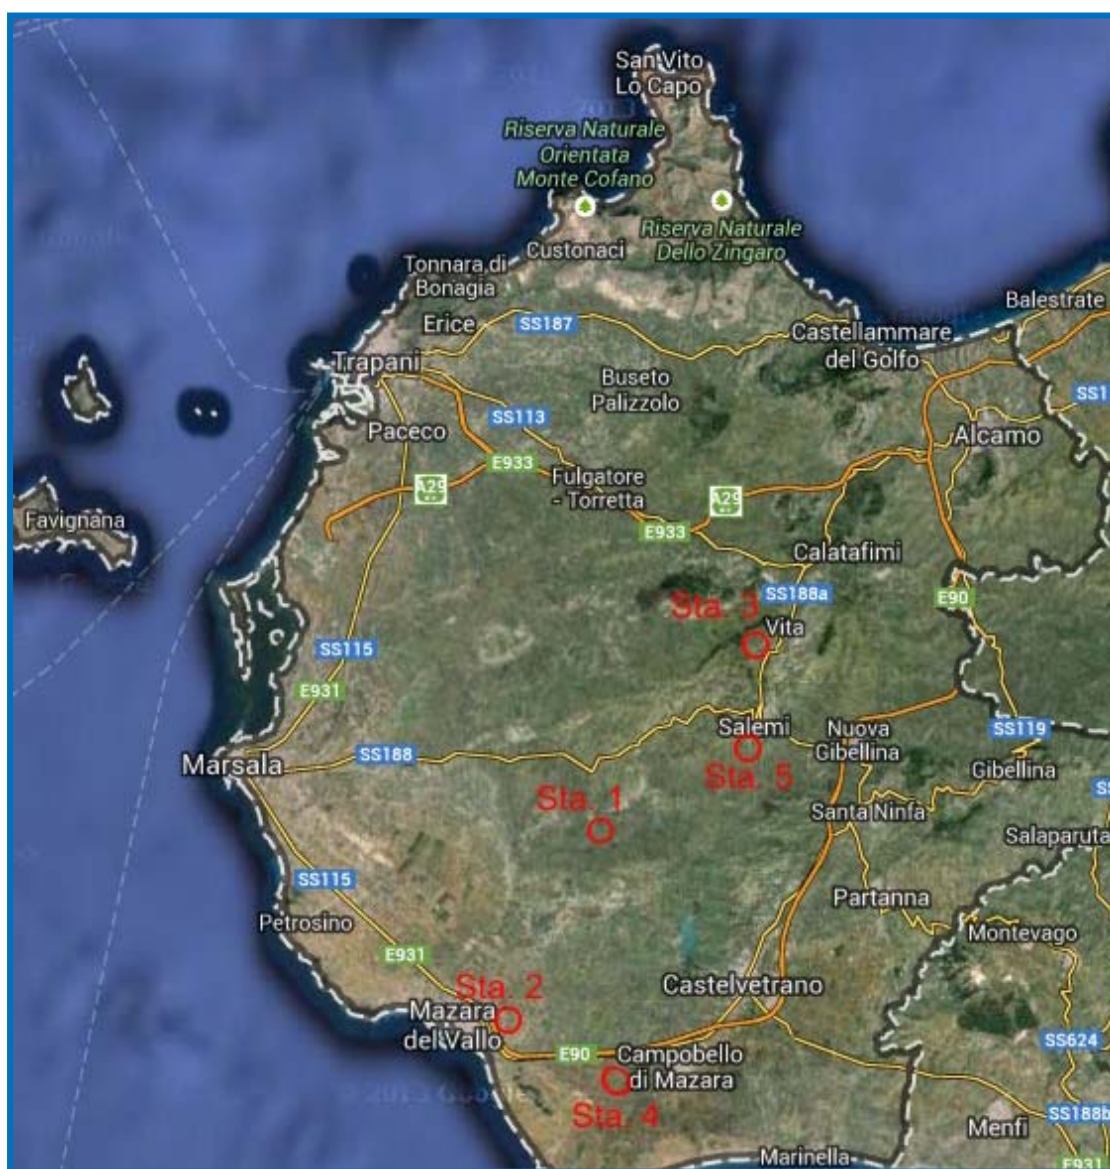 San Vito
Lo Capo
Riserva Naturale
Orientata
Monte Cofano
Riserva Naturale
Dello Zingaro
Custonaci
Tonnara di
Bonagia
Balestrate
Erice
SS187
Castellammare
del Golfo
Trapani
Buseto
Palizzolo
SS1
SS113
Paceco
Alcamo
E933
Fulgatore
- Torretta
A29
A29
Favignana
E933
Calatafimi
SS188a
E90
Sta. 3
Vita
SS115
E931
Salemi
Nuova
Gibellina
SS119
Marsala
SS188
Sta. 5
Gibellina
Sta. 1
Santa Ninfa
Salaparuta
SS115
Partanna
Petrosino
Montevago
E931
Sta. 2
Castelvetrano
Mazara
del Vallo
SS624
E90
Campobello
di Mazara
Sta. 4
SS188b
Menfi
Marinella
E931